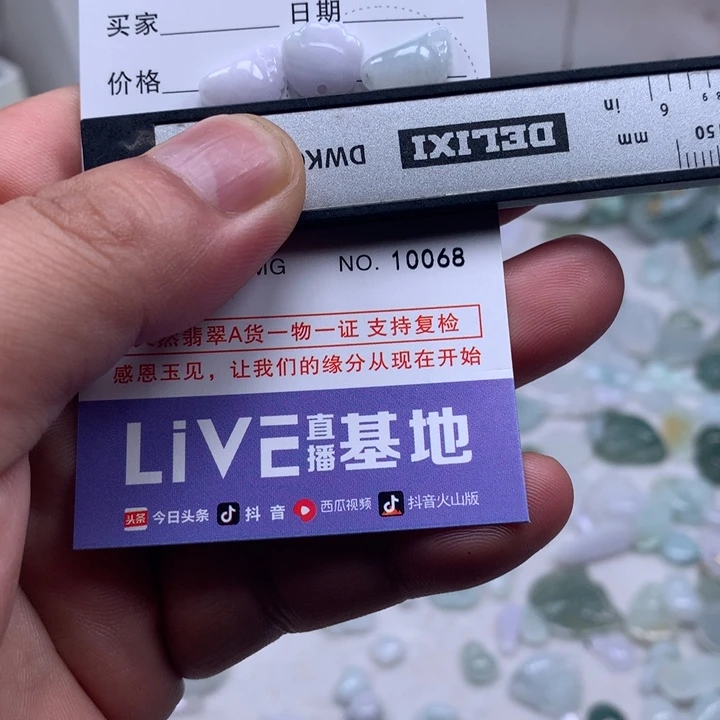 买家 日期
价格
DELIXI
in 6
mm 150
MG NO. 10068
然翡翠A货一物一证 支持复检
感恩玉见，让我们的缘分从现在开始
LiVE直播基地
头条 今日头条 抖音 西瓜视频 抖音火山版